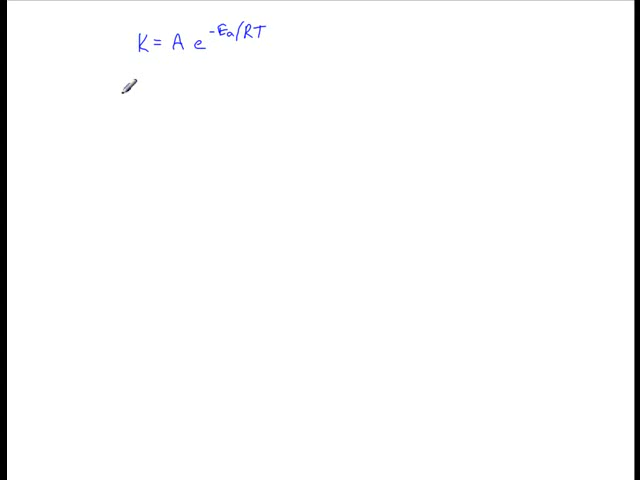 K = A e^{-Ea/RT}